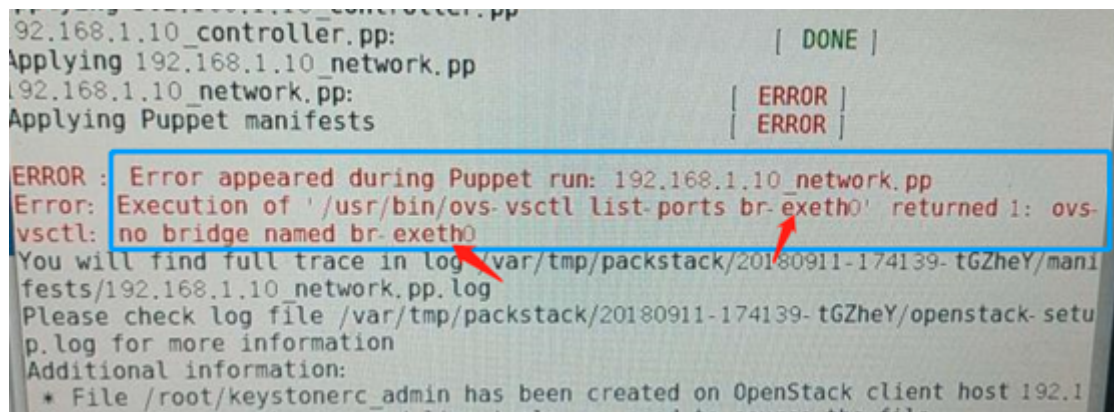 92.168.1.10_controller.pp: [ DONE ]
Applying 192.168.1.10_network.pp
192.168.1.10_network.pp: [ ERROR ]
Applying Puppet manifests [ ERROR ]
ERROR : Error appeared during Puppet run: 192.168.1.10_network.pp
Error: Execution of '/usr/bin/ovs-vsctl list-ports br-exeth0' returned 1: ovs-
vsctl: no bridge named br-exeth0
You will find full trace in log /var/tmp/packstack/20180911-174139-tGZheY/mani
fests/192.168.1.10_network.pp.log
Please check log file /var/tmp/packstack/20180911-174139-tGZheY/openstack-setu
p.log for more information
Additional information:
* File /root/keystonerc_admin has been created on OpenStack client host 192.1